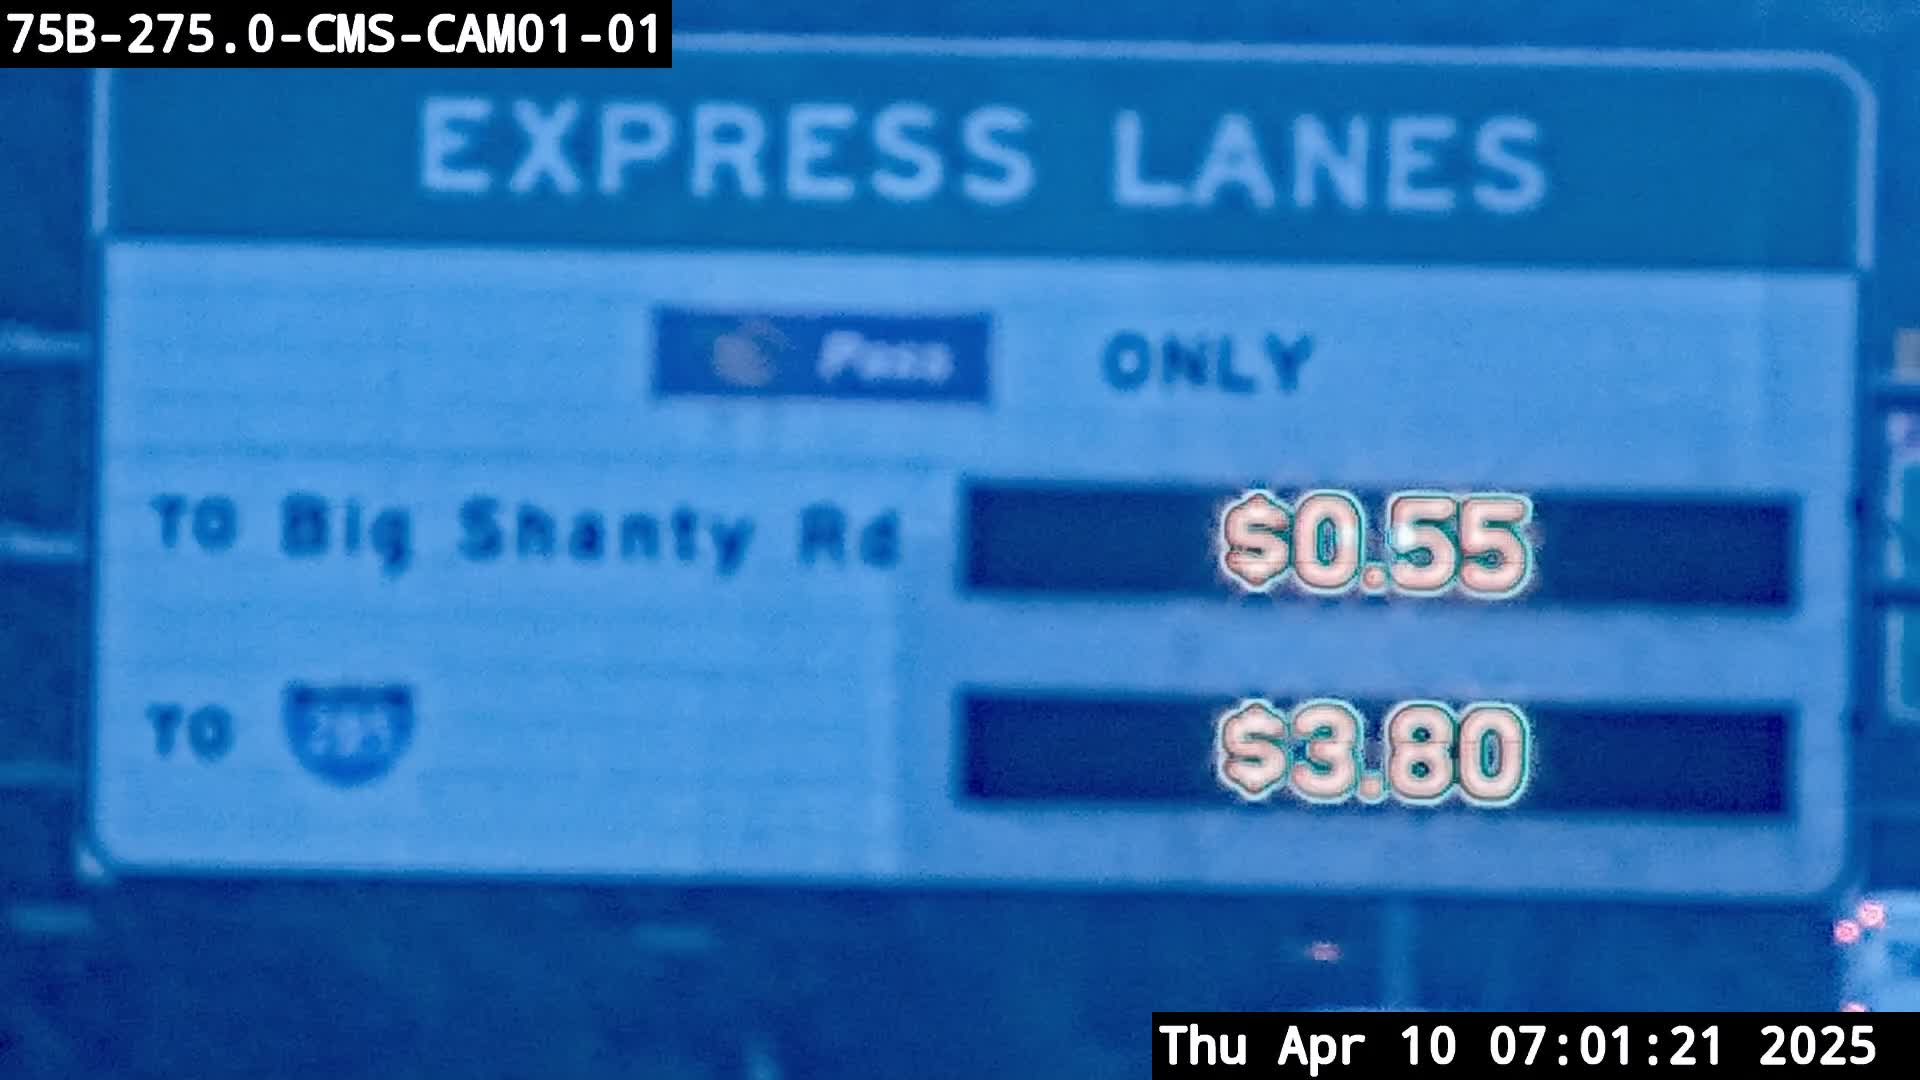 75B-275.0-CMS-CAM01-01
EXPRESS LANES
Pass ONLY
TO Big Shanty Rd $0.55
TO 285 $3.80
Thu Apr 10 07:01:21 2025